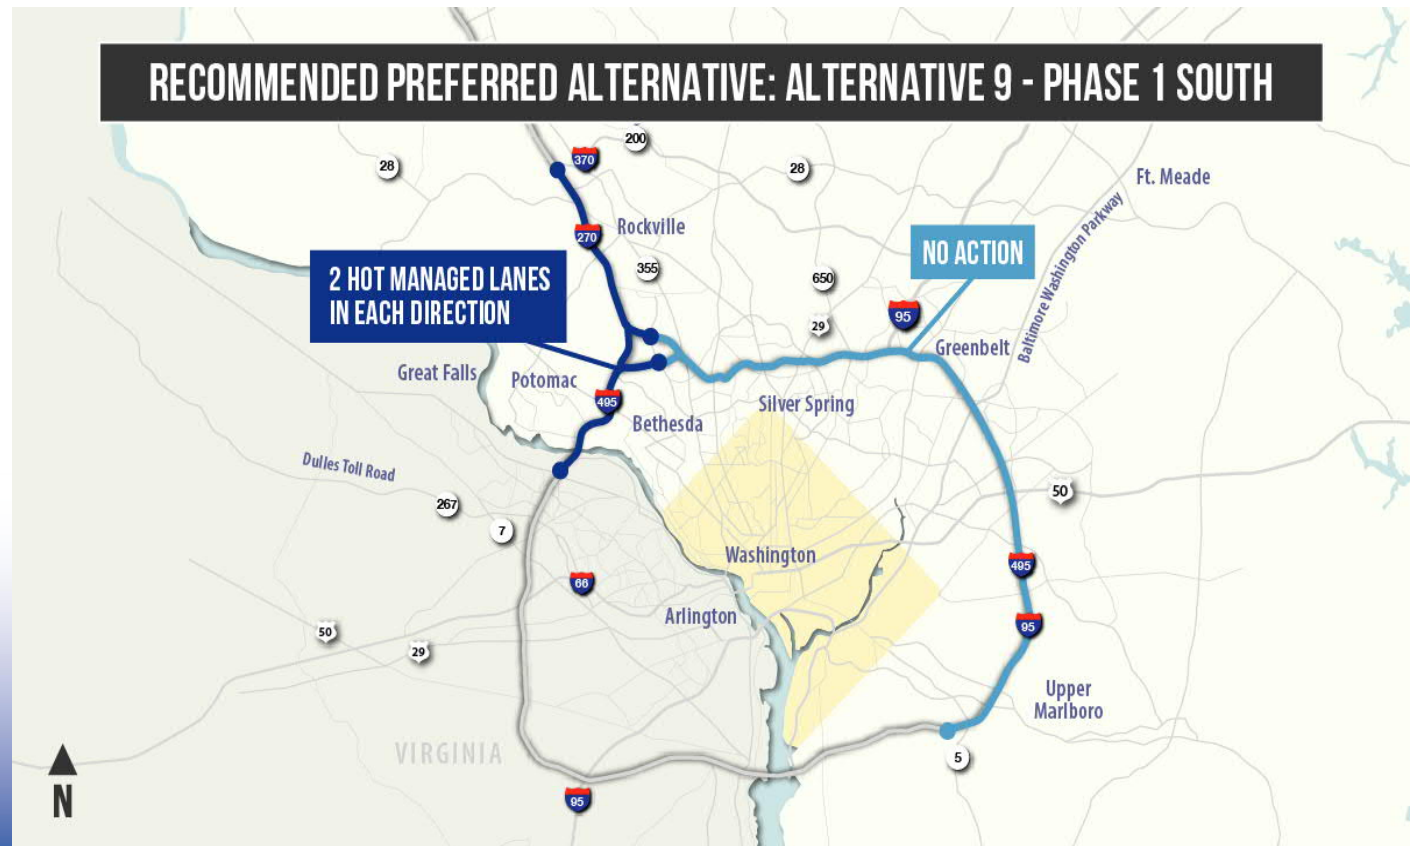 RECOMMENDED PREFERRED ALTERNATIVE: ALTERNATIVE 9 - PHASE 1 SOUTH
200
370
28
28
Ft. Meade
Rockville
270
Baltimore Washington Parkway
NO ACTION
355
650
2 HOT MANAGED LANES
IN EACH DIRECTION
95
29
Greenbelt
Great Falls
Potomac
495
Silver Spring
Bethesda
Dulles Toll Road
267
50
7
Washington
495
66
Arlington
95
50
29
Upper
Marlboro
VIRGINIA
5
N
95